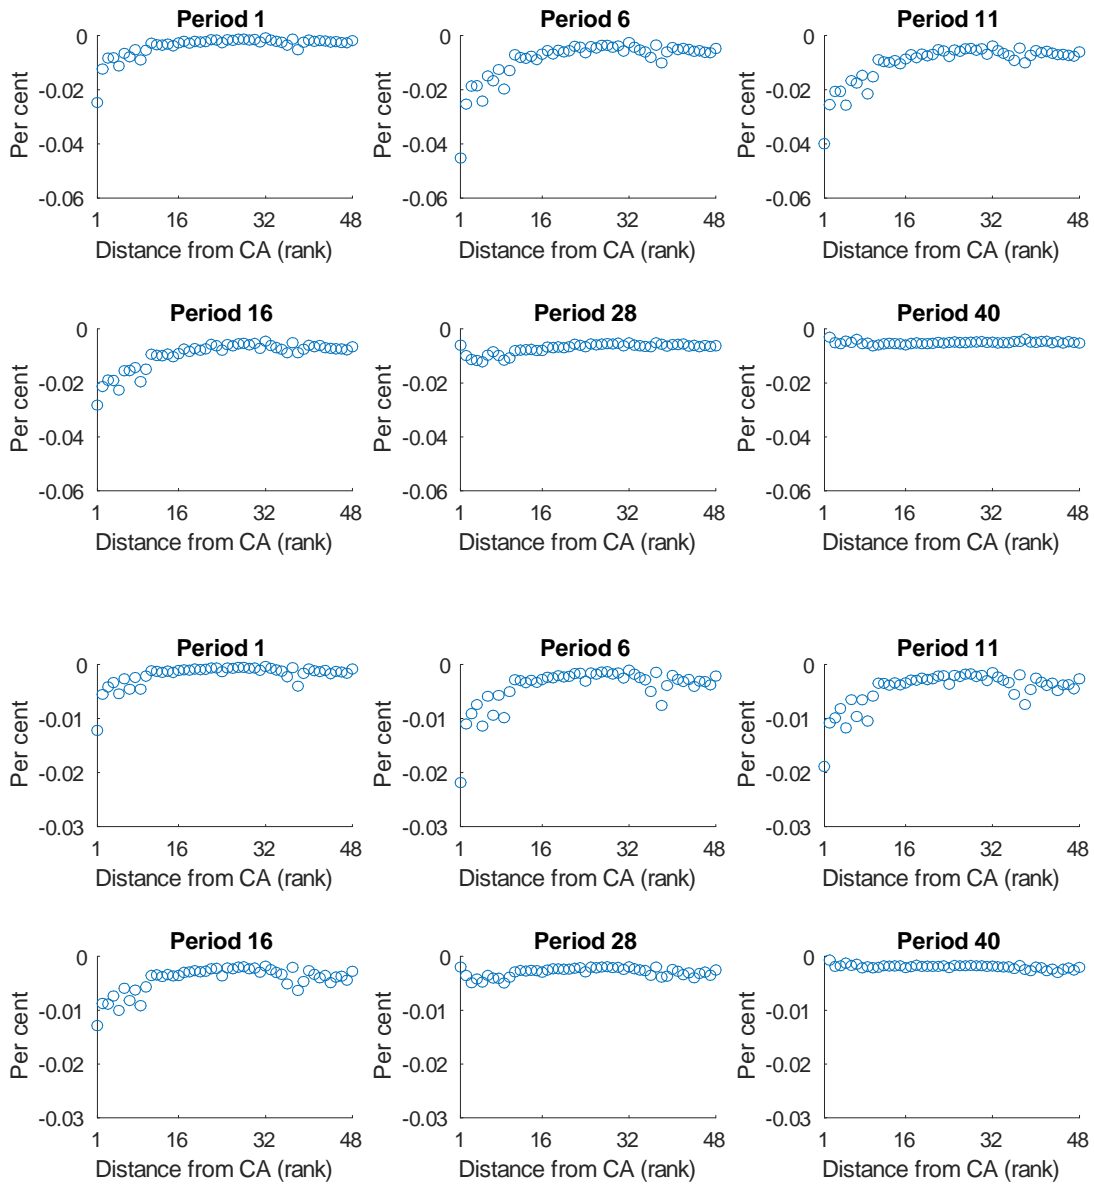 Period 1
Period 6
Period 11
0
-0.02
-0.04
-0.06
Per cent
1 16 32 48
Distance from CA (rank)
0
-0.02
-0.04
-0.06
Per cent
1 16 32 48
Distance from CA (rank)
0
-0.02
-0.04
-0.06
Per cent
1 16 32 48
Distance from CA (rank)
Period 16
Period 28
Period 40
0
-0.02
-0.04
-0.06
Per cent
1 16 32 48
Distance from CA (rank)
0
-0.02
-0.04
-0.06
Per cent
1 16 32 48
Distance from CA (rank)
0
-0.02
-0.04
-0.06
Per cent
1 16 32 48
Distance from CA (rank)
Period 1
Period 6
Period 11
0
-0.01
-0.02
-0.03
Per cent
1 16 32 48
Distance from CA (rank)
0
-0.01
-0.02
-0.03
Per cent
1 16 32 48
Distance from CA (rank)
0
-0.01
-0.02
-0.03
Per cent
1 16 32 48
Distance from CA (rank)
Period 16
Period 28
Period 40
0
-0.01
-0.02
-0.03
Per cent
1 16 32 48
Distance from CA (rank)
0
-0.01
-0.02
-0.03
Per cent
1 16 32 48
Distance from CA (rank)
0
-0.01
-0.02
-0.03
Per cent
1 16 32 48
Distance from CA (rank)